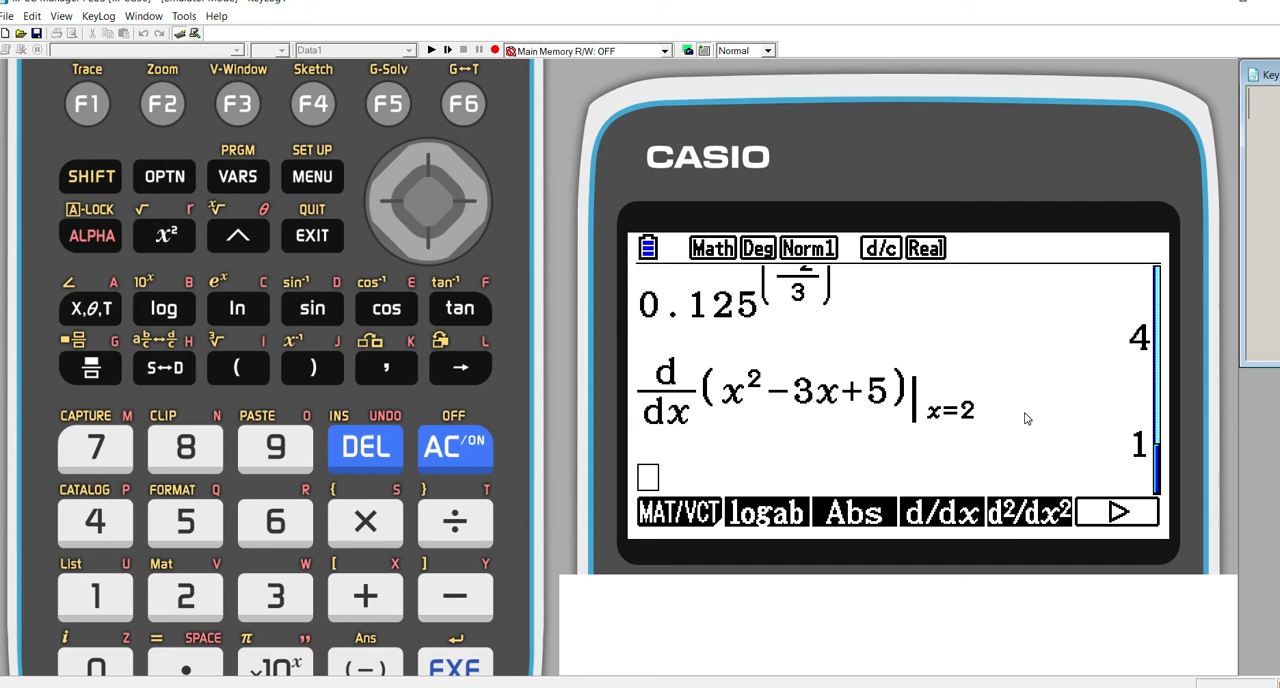 File Edit View KeyLog Window Tools Help
Data1 Main Memory R/W: OFF Normal
Key
Trace Zoom V-Window Sketch G-Solv G↔T
F1 F2 F3 F4 F5 F6
PRGM SET UP
SHIFT OPTN VARS MENU
A-LOCK √ r ˣ√ θ QUIT
ALPHA x² ^ EXIT
∠ A 10ˣ B eˣ C sin⁻¹ D cos⁻¹ E tan⁻¹ F
X,θ,T log ln sin cos tan
G a b/c↔d/c H ³√ I x⁻¹ J K L
S↔D ( ) , →
CAPTURE M CLIP N PASTE O INS UNDO OFF
7 8 9 DEL AC/ON
CATALOG P FORMAT Q R { S } T
4 5 6 × ÷
List U Mat V W [ X ] Y
1 2 3 + −
i Z = SPACE π " Ans ↵
0 • ×10ˣ (−) EXE
CASIO
Math Deg Norm1 d/c Real
0.125^(-2/3)
4
d/dx(x²−3x+5)|x=2
1
MAT/VCT logab Abs d/dx d²/dx² ▷